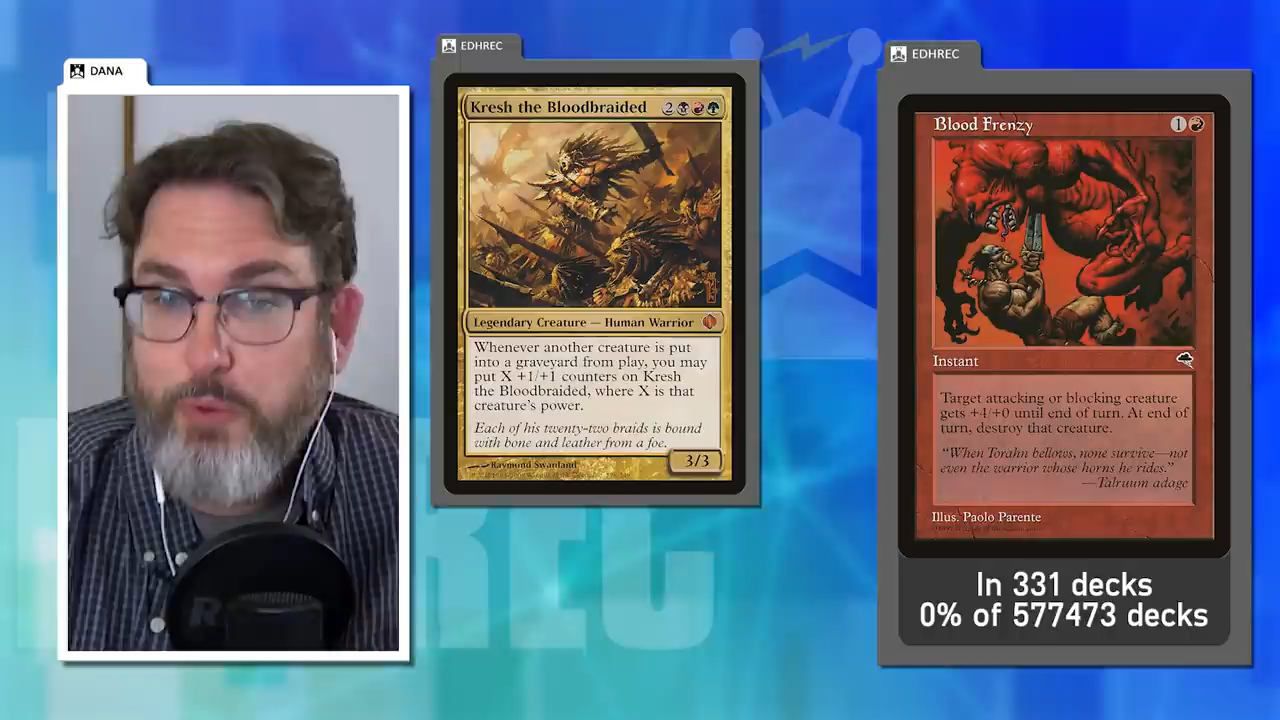 DANA
EDHREC
Kresh the Bloodbraided
2
Legendary Creature — Human Warrior
Whenever another creature is put
into a graveyard from play, you may
put X +1/+1 counters on Kresh
the Bloodbraided, where X is that
creature's power.
Each of his twenty-two braids is bound
with bone and leather from a foe.
3/3
Raymond Swanland
EDHREC
Blood Frenzy
1
Instant
Target attacking or blocking creature
gets +4/+0 until end of turn. At end of
turn, destroy that creature.
"When Torahn bellows, none survive—not
even the warrior whose horns he rides."
—Talruum adage
Illus. Paolo Parente
In 331 decks
0% of 577473 decks
R
REC